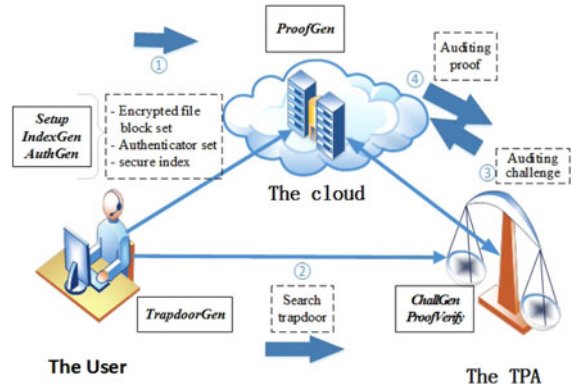 ProofGen
①
④
Auditing
proof
Setup
IndexGen
AuthGen
- Encrypted file
block set
- Authenticator set
- secure index
③
Auditing
challenge
The cloud
②
TrapdoorGen
Search
trapdoor
ChallGen
ProofVerify
The User
The TPA